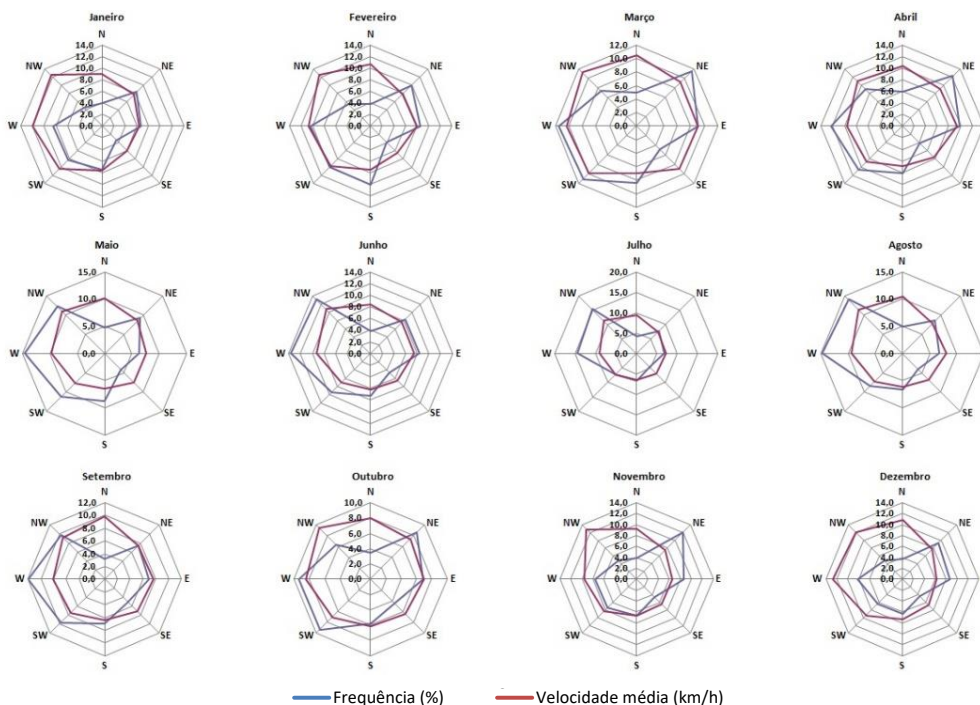 Janeiro
N
14,0
12,0
10,0
8,0
6,0
4,0
2,0
0,0
NW
NE
W
E
SW
SE
S
Fevereiro
N
14,0
12,0
10,0
8,0
6,0
4,0
2,0
0,0
NW
NE
W
E
SW
SE
S
Março
N
12,0
10,0
8,0
6,0
4,0
2,0
0,0
NW
NE
W
E
SW
SE
S
Abril
N
14,0
12,0
10,0
8,0
6,0
4,0
2,0
0,0
NW
NE
W
E
SW
SE
S
Maio
N
15,0
10,0
5,0
0,0
NW
NE
W
E
SW
SE
S
Junho
N
14,0
12,0
10,0
8,0
6,0
4,0
2,0
0,0
NW
NE
W
E
SW
SE
S
Julho
N
20,0
15,0
10,0
5,0
0,0
NW
NE
W
E
SW
SE
S
Agosto
N
15,0
10,0
5,0
0,0
NW
NE
W
E
SW
SE
S
Setembro
N
12,0
10,0
8,0
6,0
4,0
2,0
0,0
NW
NE
W
E
SW
SE
S
Outubro
N
10,0
8,0
6,0
4,0
2,0
0,0
NW
NE
W
E
SW
SE
S
Novembro
N
14,0
12,0
10,0
8,0
6,0
4,0
2,0
0,0
NW
NE
W
E
SW
SE
S
Dezembro
N
14,0
12,0
10,0
8,0
6,0
4,0
2,0
0,0
NW
NE
W
E
SW
SE
S
Frequência (%)
Velocidade média (km/h)